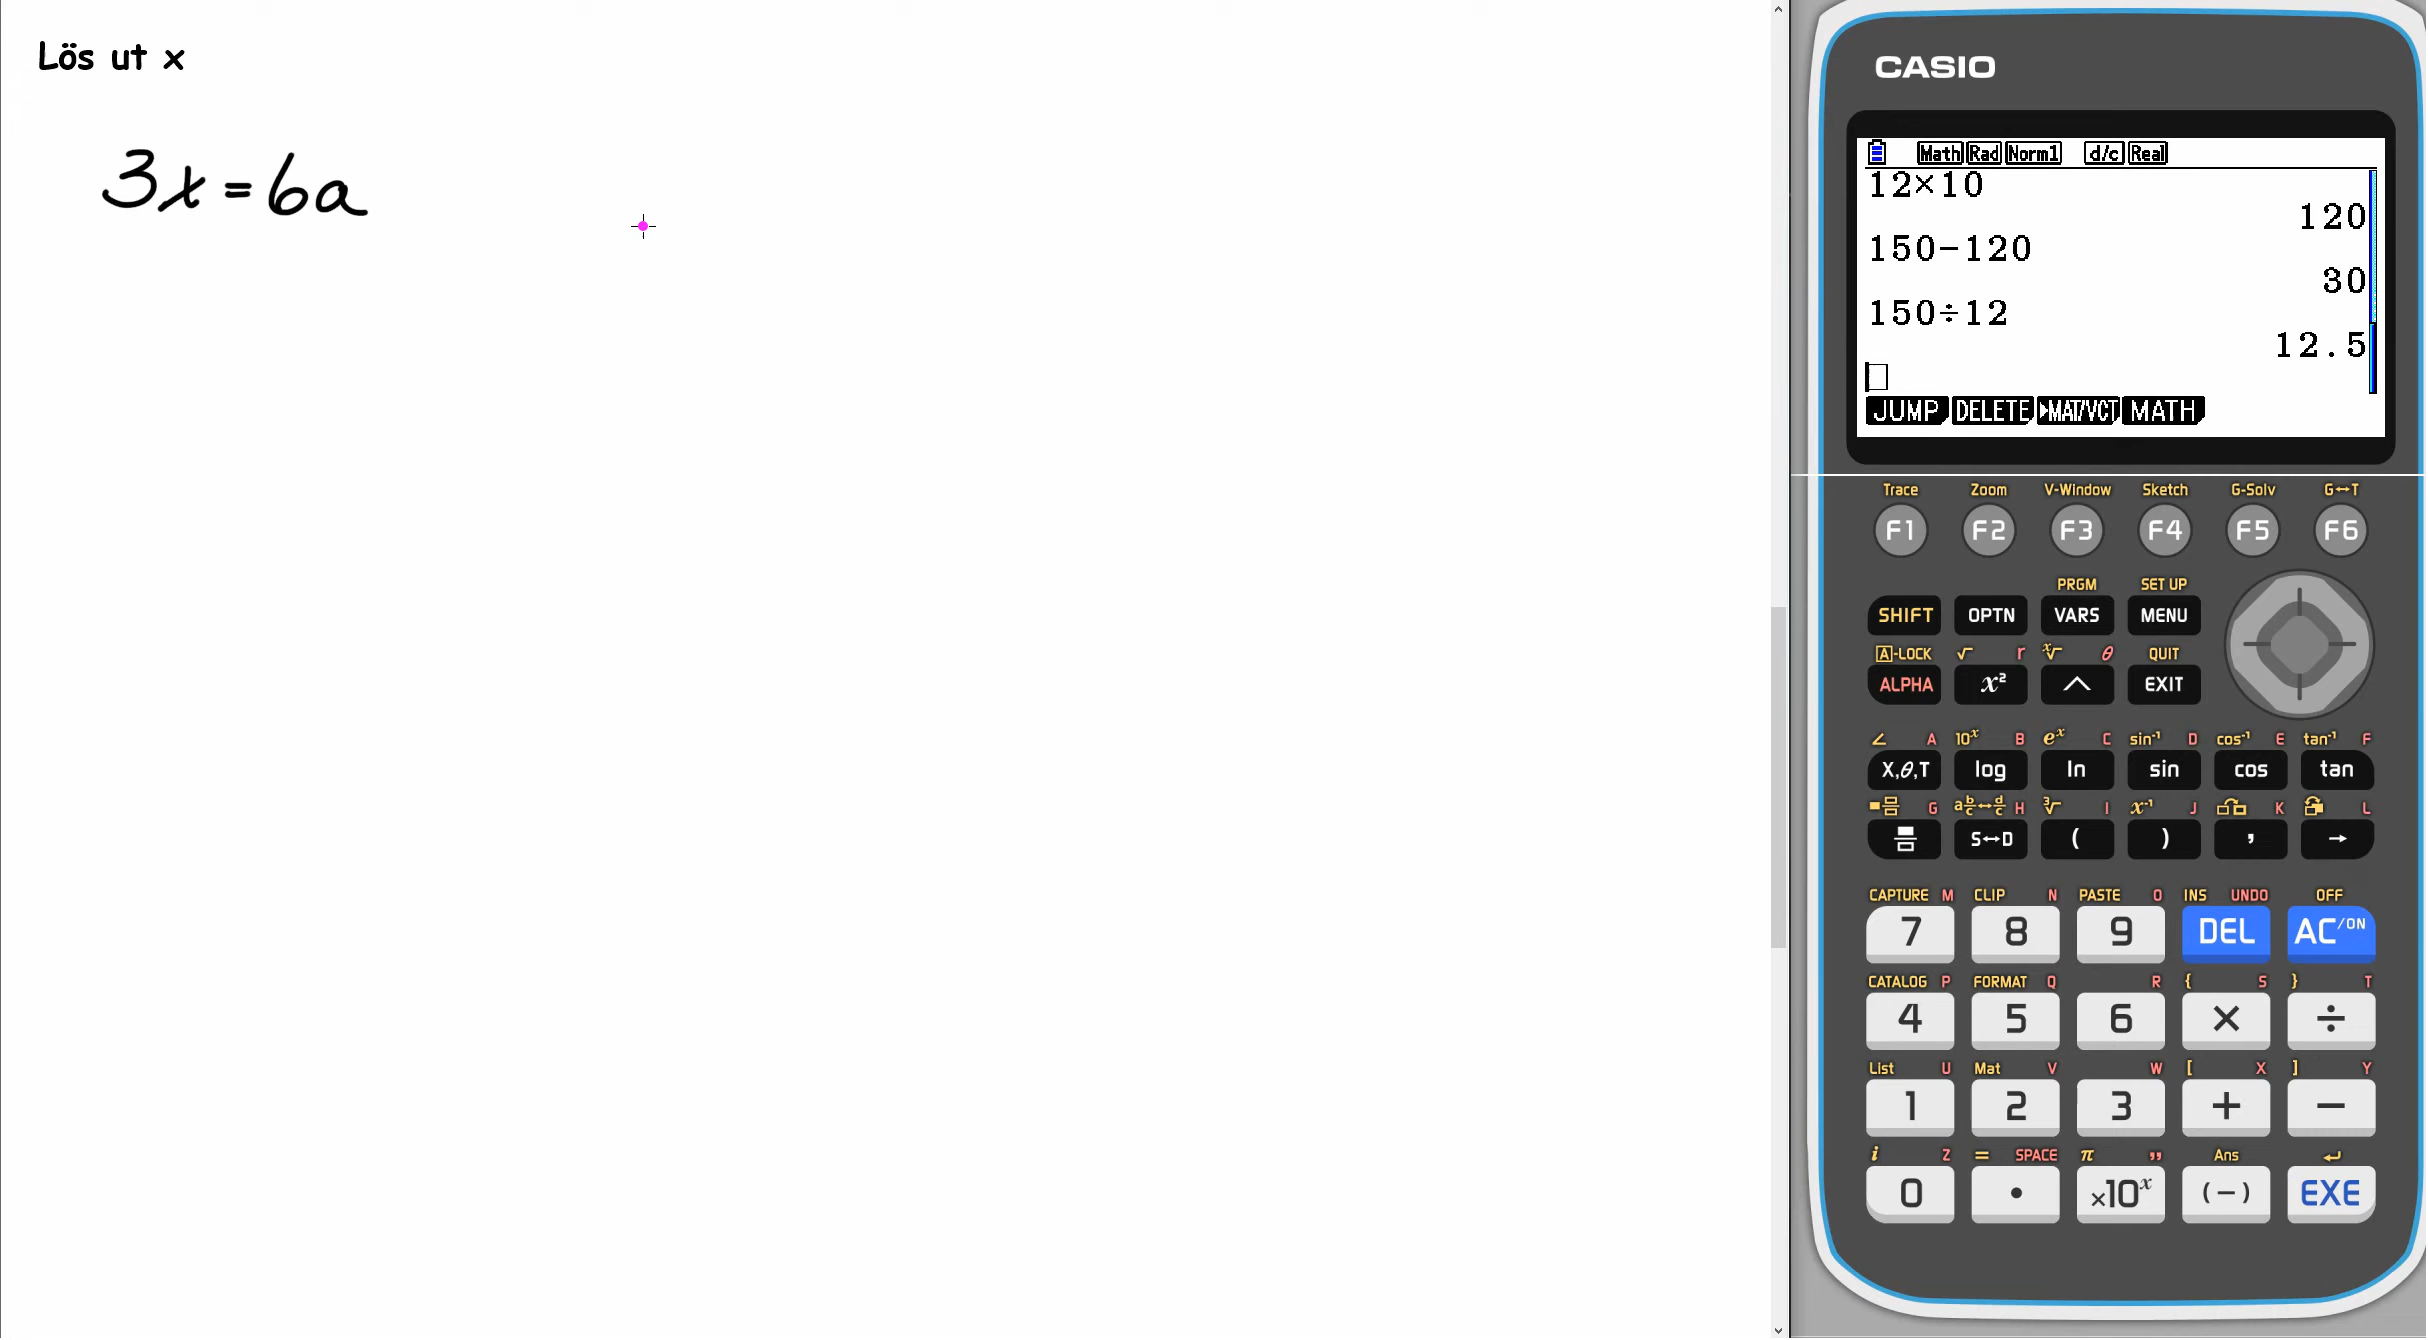 Lös ut x
3x = 6a
CASIO
Math Rad Norm1 d/c Real
12×10
120
150−120
30
150÷12
12.5
JUMP DELETE ▶MAT/VCT MATH
Trace Zoom V-Window Sketch G-Solv G↔T
F1 F2 F3 F4 F5 F6
PRGM SET UP
SHIFT OPTN VARS MENU
A-LOCK √ r ˣ√ θ QUIT
ALPHA x² ^ EXIT
∠ A 10ˣ B eˣ C sin⁻¹ D cos⁻¹ E tan⁻¹ F
X,θ,T log ln sin cos tan
G a b/c↔d/c H ³√ I x⁻¹ J K L
S↔D ( ) , →
CAPTURE M CLIP N PASTE O INS UNDO OFF
7 8 9 DEL AC/ON
CATALOG P FORMAT Q R { S } T
4 5 6 × ÷
List U Mat V W [ X ] Y
1 2 3 + −
i Z = SPACE π " Ans ↵
0 • ×10ˣ (−) EXE